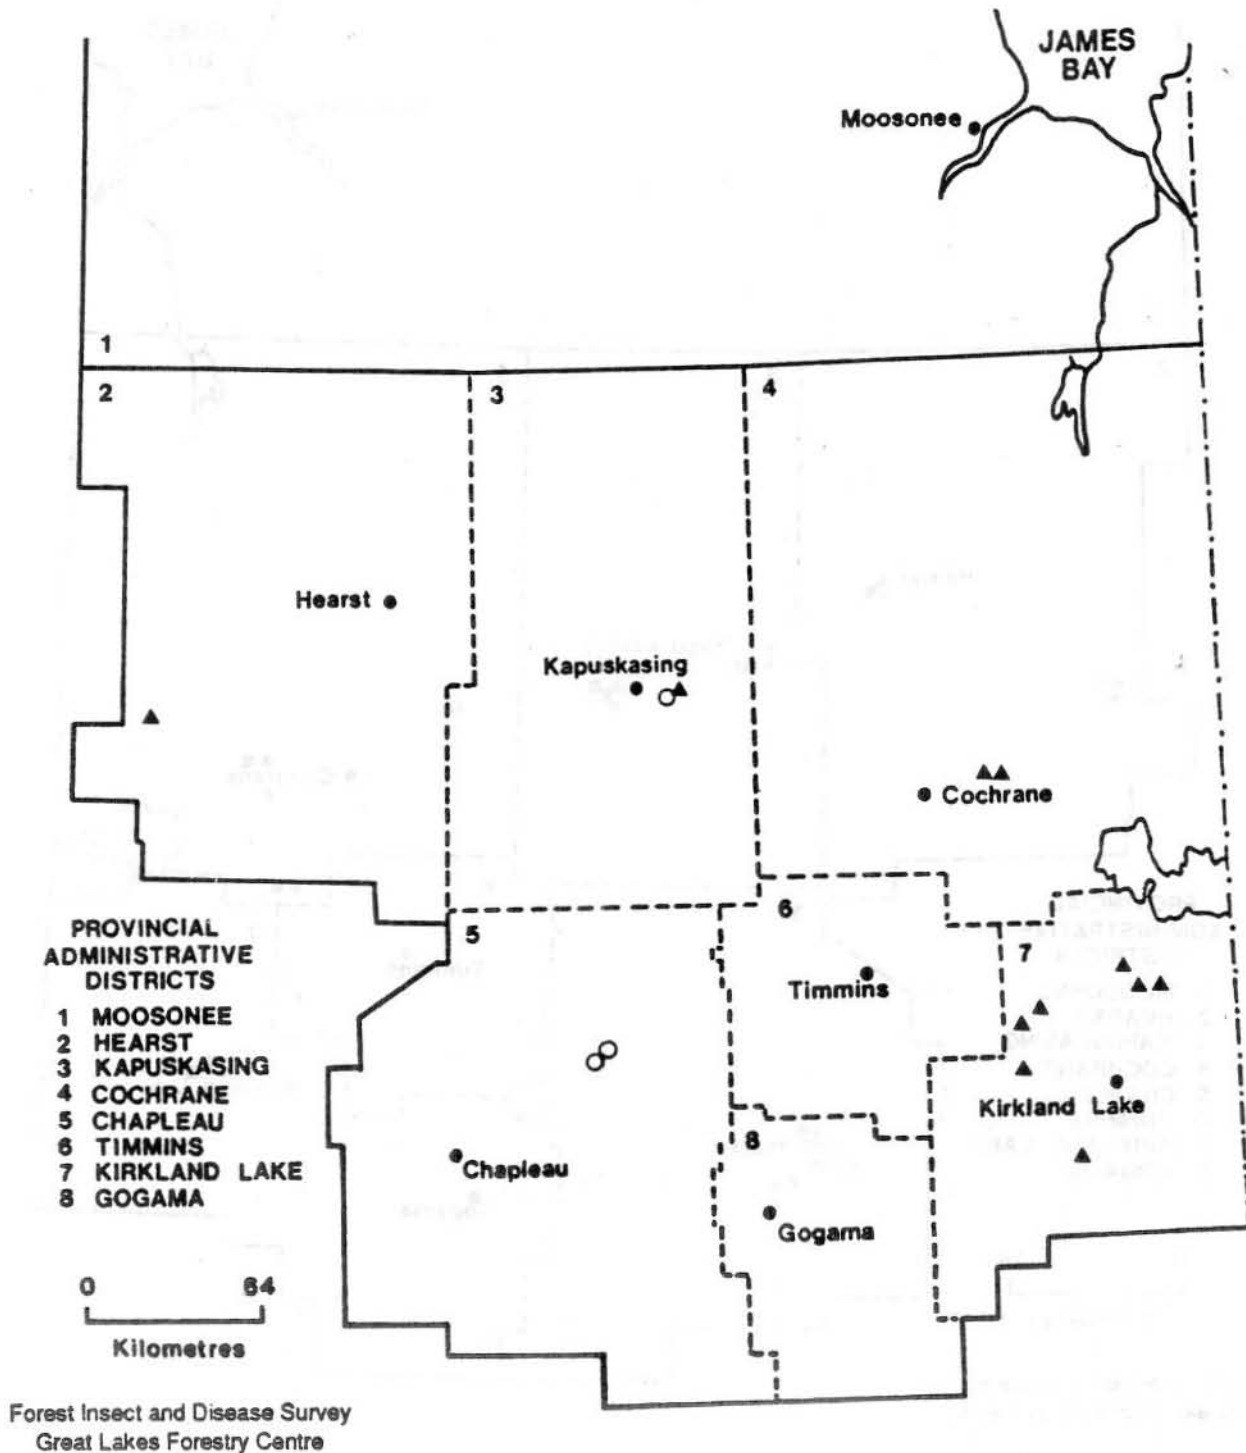 JAMES
BAY
Moosonee
1
2
3
4
Hearst
Kapuskasing
Cochrane
PROVINCIAL
ADMINISTRATIVE
DISTRICTS
1 MOOSONEE
2 HEARST
3 KAPUSKASING
4 COCHRANE
5 CHAPLEAU
6 TIMMINS
7 KIRKLAND LAKE
8 GOGAMA
5
6
7
Timmins
Kirkland Lake
8
Chapleau
Gogama
0 64
Kilometres
Forest Insect and Disease Survey
Great Lakes Forestry Centre